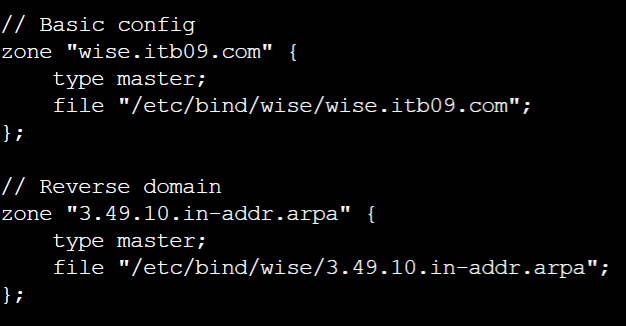 // Basic config
zone "wise.itb09.com" {
    type master;
    file "/etc/bind/wise/wise.itb09.com";
};

// Reverse domain
zone "3.49.10.in-addr.arpa" {
    type master;
    file "/etc/bind/wise/3.49.10.in-addr.arpa";
};